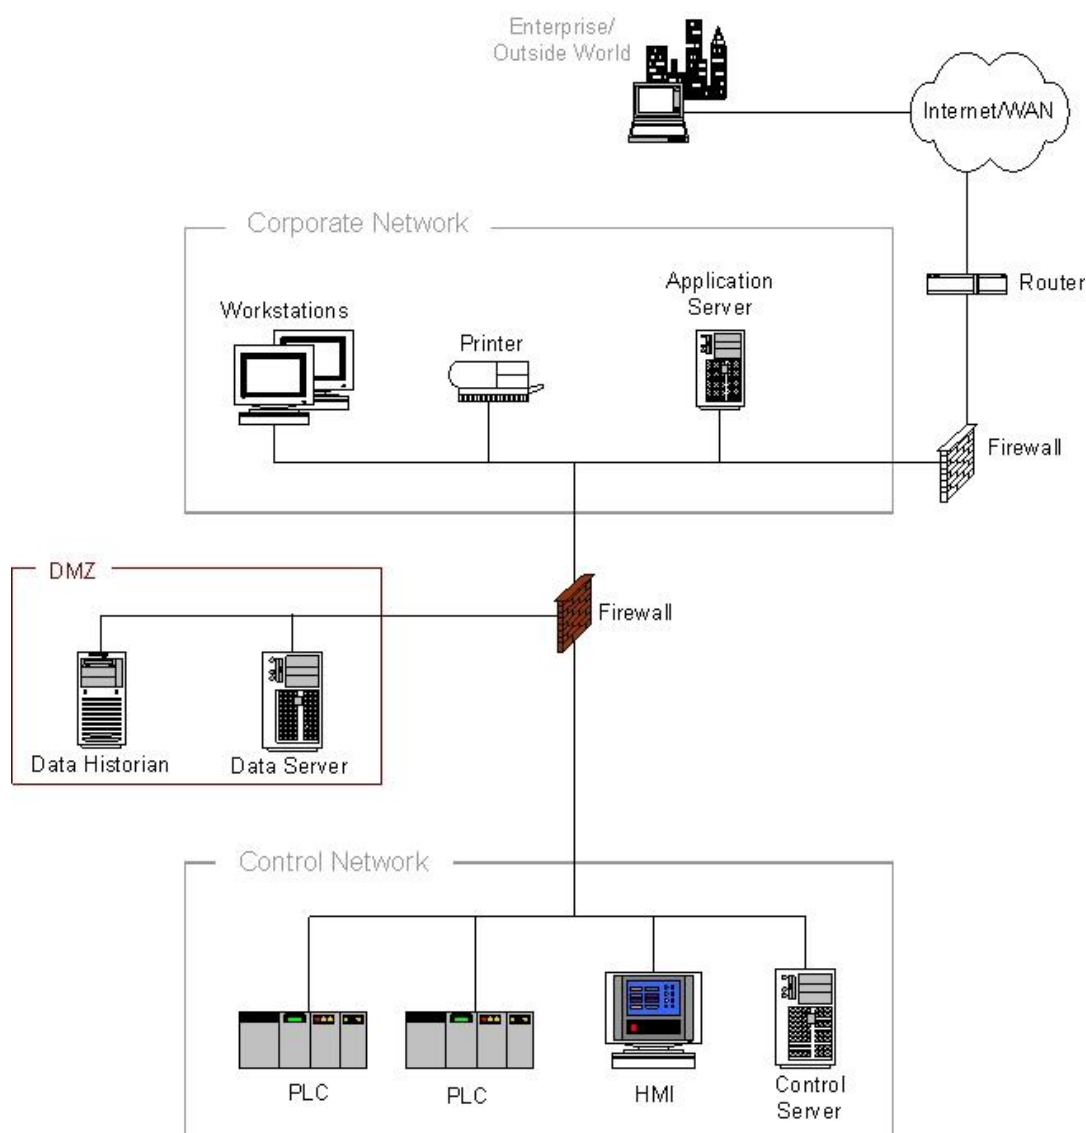 Enterprise/
Outside World
Internet/WAN
Corporate Network
Router
Application
Server
Workstations
Printer
Firewall
DMZ
Firewall
Data Historian
Data Server
Control Network
PLC
PLC
HMI
Control
Server